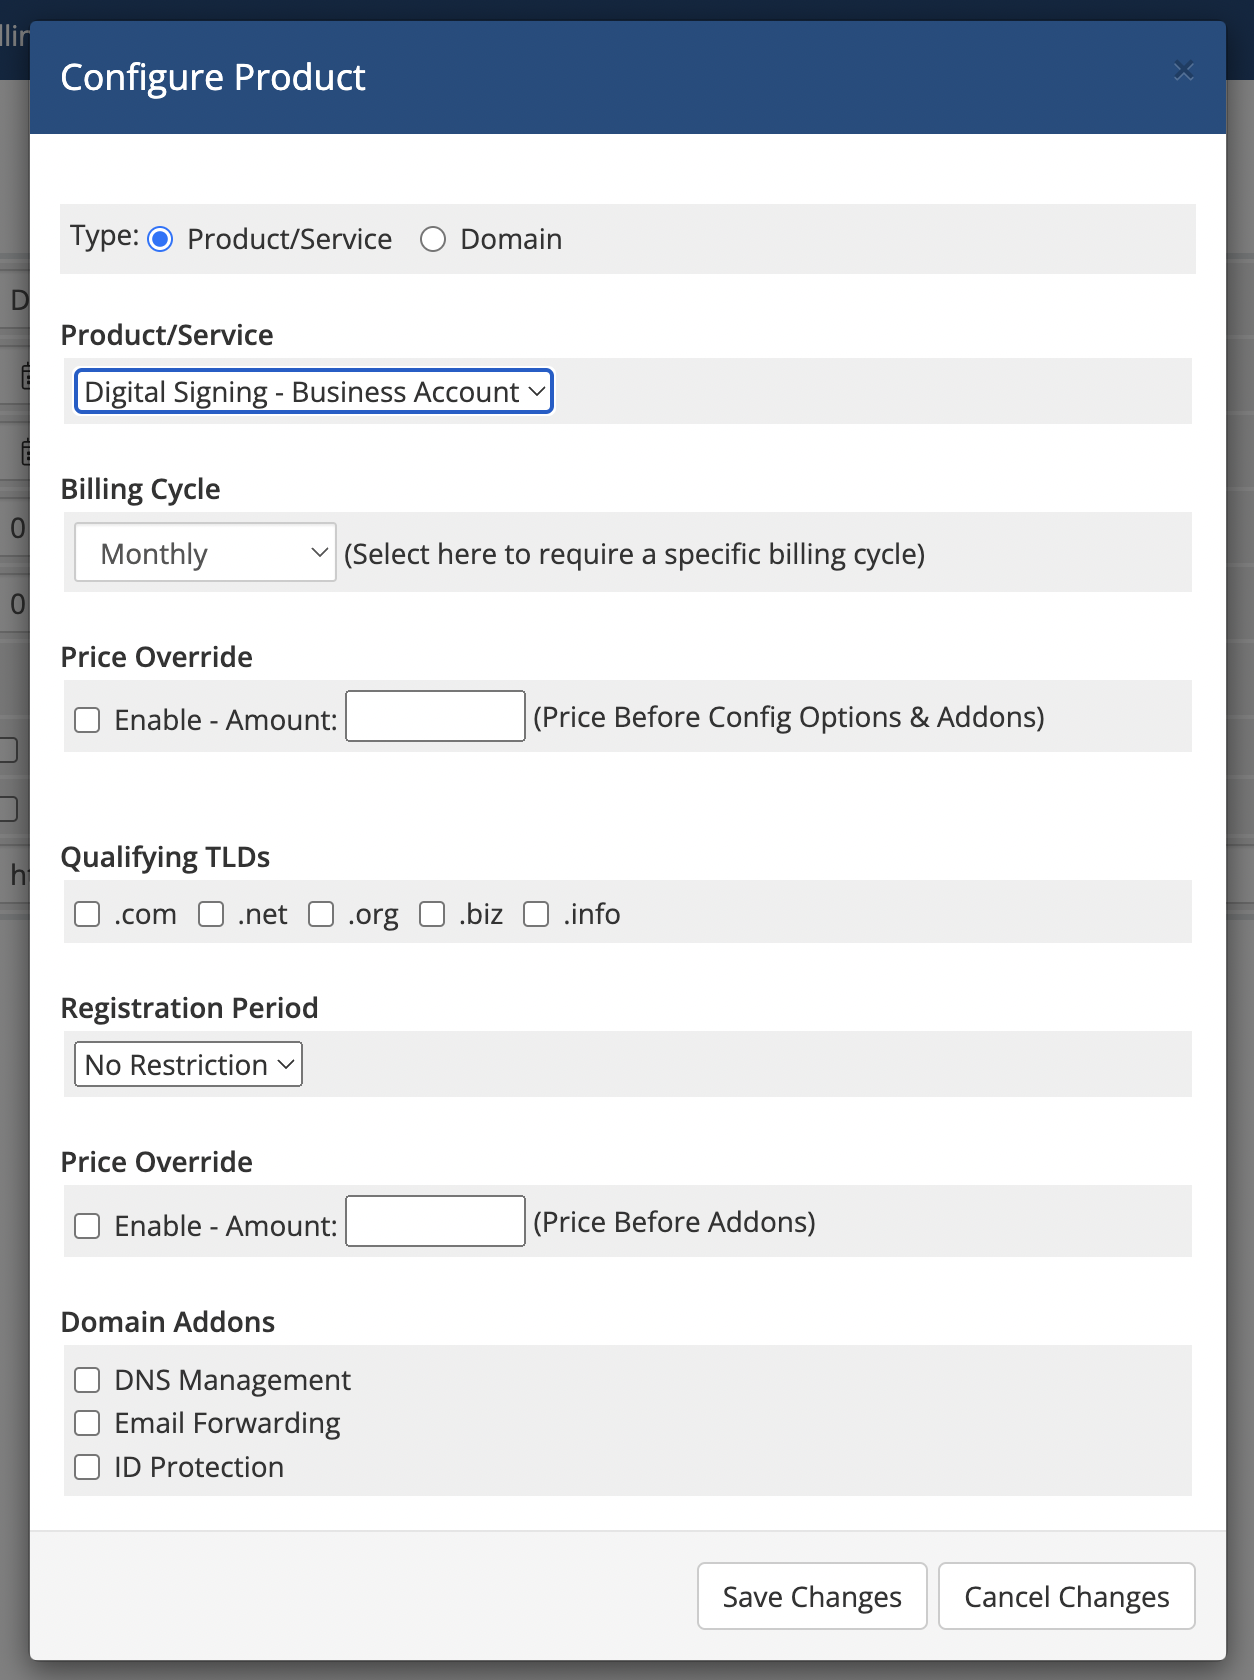 Configure Product
Type: Product/Service Domain
Product/Service
Digital Signing - Business Account
Billing Cycle
Monthly (Select here to require a specific billing cycle)
Price Override
Enable - Amount: (Price Before Config Options & Addons)
Qualifying TLDs
.com .net .org .biz .info
Registration Period
No Restriction
Price Override
Enable - Amount: (Price Before Addons)
Domain Addons
DNS Management
Email Forwarding
ID Protection
Save Changes Cancel Changes